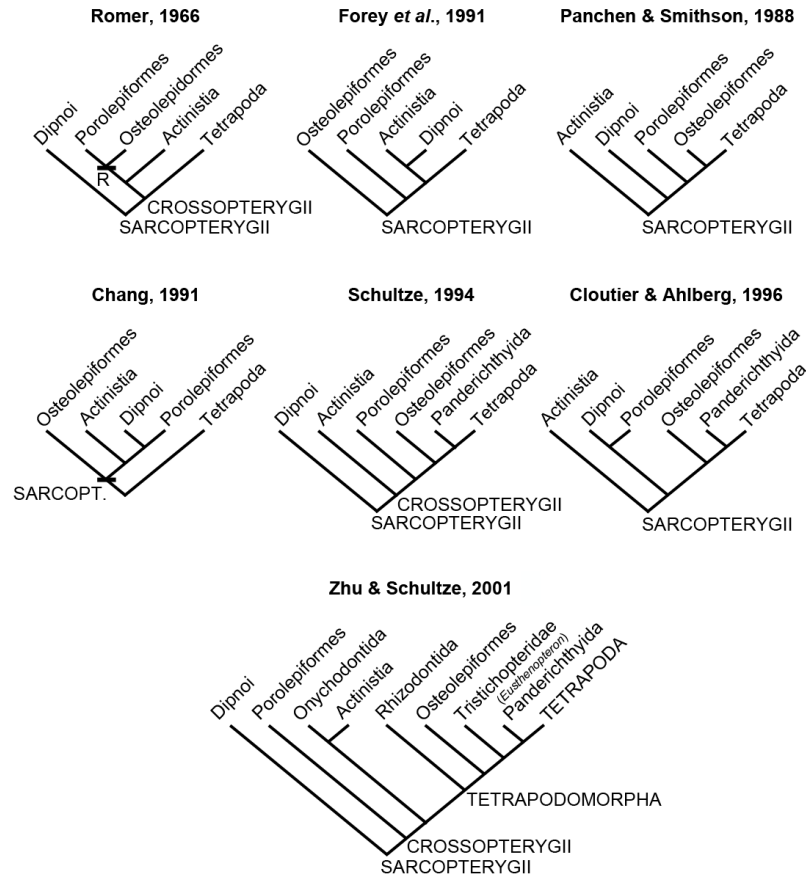 Romer, 1966
Dipnoi
Porolepiformes
Osteolepidormes
Actinistia
Tetrapoda
R
CROSSOPTERYGII
SARCOPTERYGII
Forey et al., 1991
Osteolepiformes
Porolepiformes
Actinistia
Dipnoi
Tetrapoda
SARCOPTERYGII
Panchen & Smithson, 1988
Actinistia
Dipnoi
Porolepiformes
Osteolepiformes
Tetrapoda
SARCOPTERYGII
Chang, 1991
Osteolepiformes
Actinistia
Dipnoi
Porolepiformes
Tetrapoda
SARCOPT.
Schultze, 1994
Dipnoi
Actinistia
Porolepiformes
Osteolepiformes
Panderichthyida
Tetrapoda
CROSSOPTERYGII
SARCOPTERYGII
Cloutier & Ahlberg, 1996
Actinistia
Dipnoi
Porolepiformes
Osteolepiformes
Panderichthyida
Tetrapoda
SARCOPTERYGII
Zhu & Schultze, 2001
Dipnoi
Porolepiformes
Onychodontida
Actinistia
Rhizodontida
Osteolepiformes
Tristichopteridae
(Eusthenopteron)
Panderichthyida
TETRAPODA
TETRAPODOMORPHA
CROSSOPTERYGII
SARCOPTERYGII